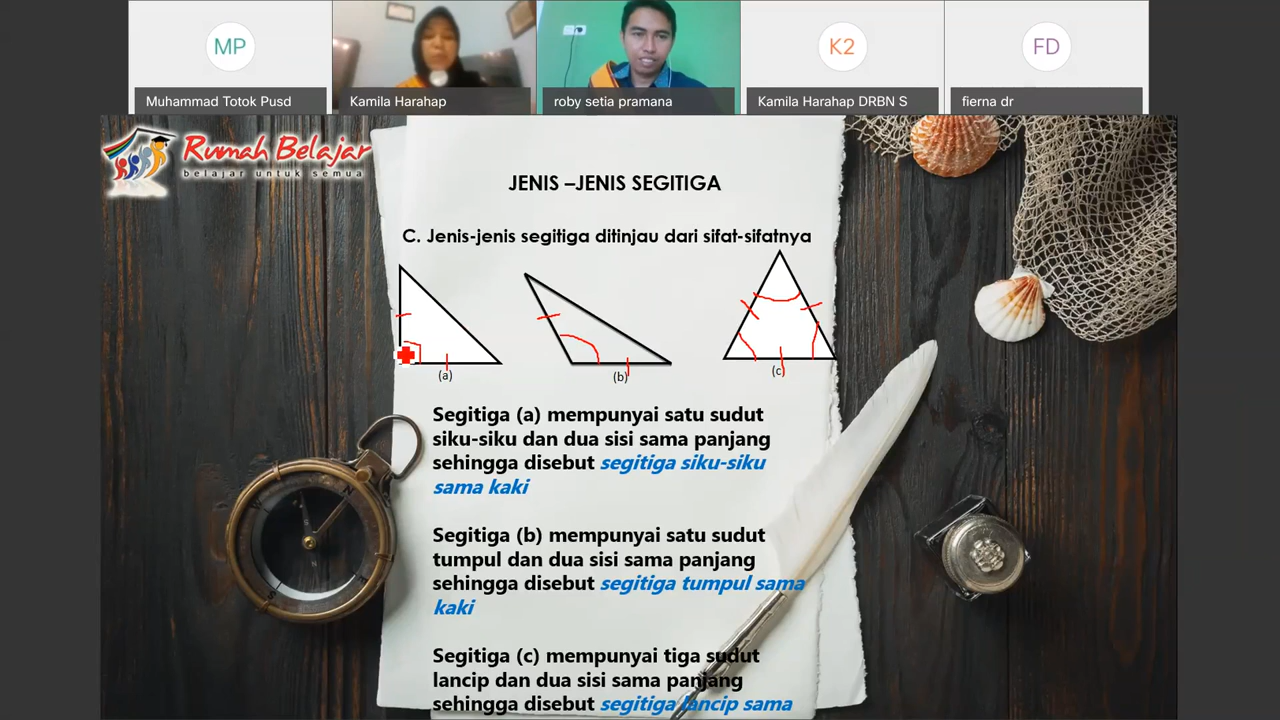 MP
K2
FD
Muhammad Totok Pusd
Kamila Harahap
roby setia pramana
Kamila Harahap DRBN S
fierna dr
Rumah Belajar
belajar untuk semua
JENIS –JENIS SEGITIGA
C. Jenis-jenis segitiga ditinjau dari sifat-sifatnya
(a)
(b)
(c)
Segitiga (a) mempunyai satu sudut
siku-siku dan dua sisi sama panjang
sehingga disebut segitiga siku-siku
sama kaki
Segitiga (b) mempunyai satu sudut
tumpul dan dua sisi sama panjang
sehingga disebut segitiga tumpul sama
kaki
Segitiga (c) mempunyai tiga sudut
lancip dan dua sisi sama panjang
sehingga disebut segitiga lancip sama